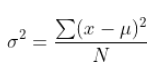 σ² = ∑(x − μ)² / N